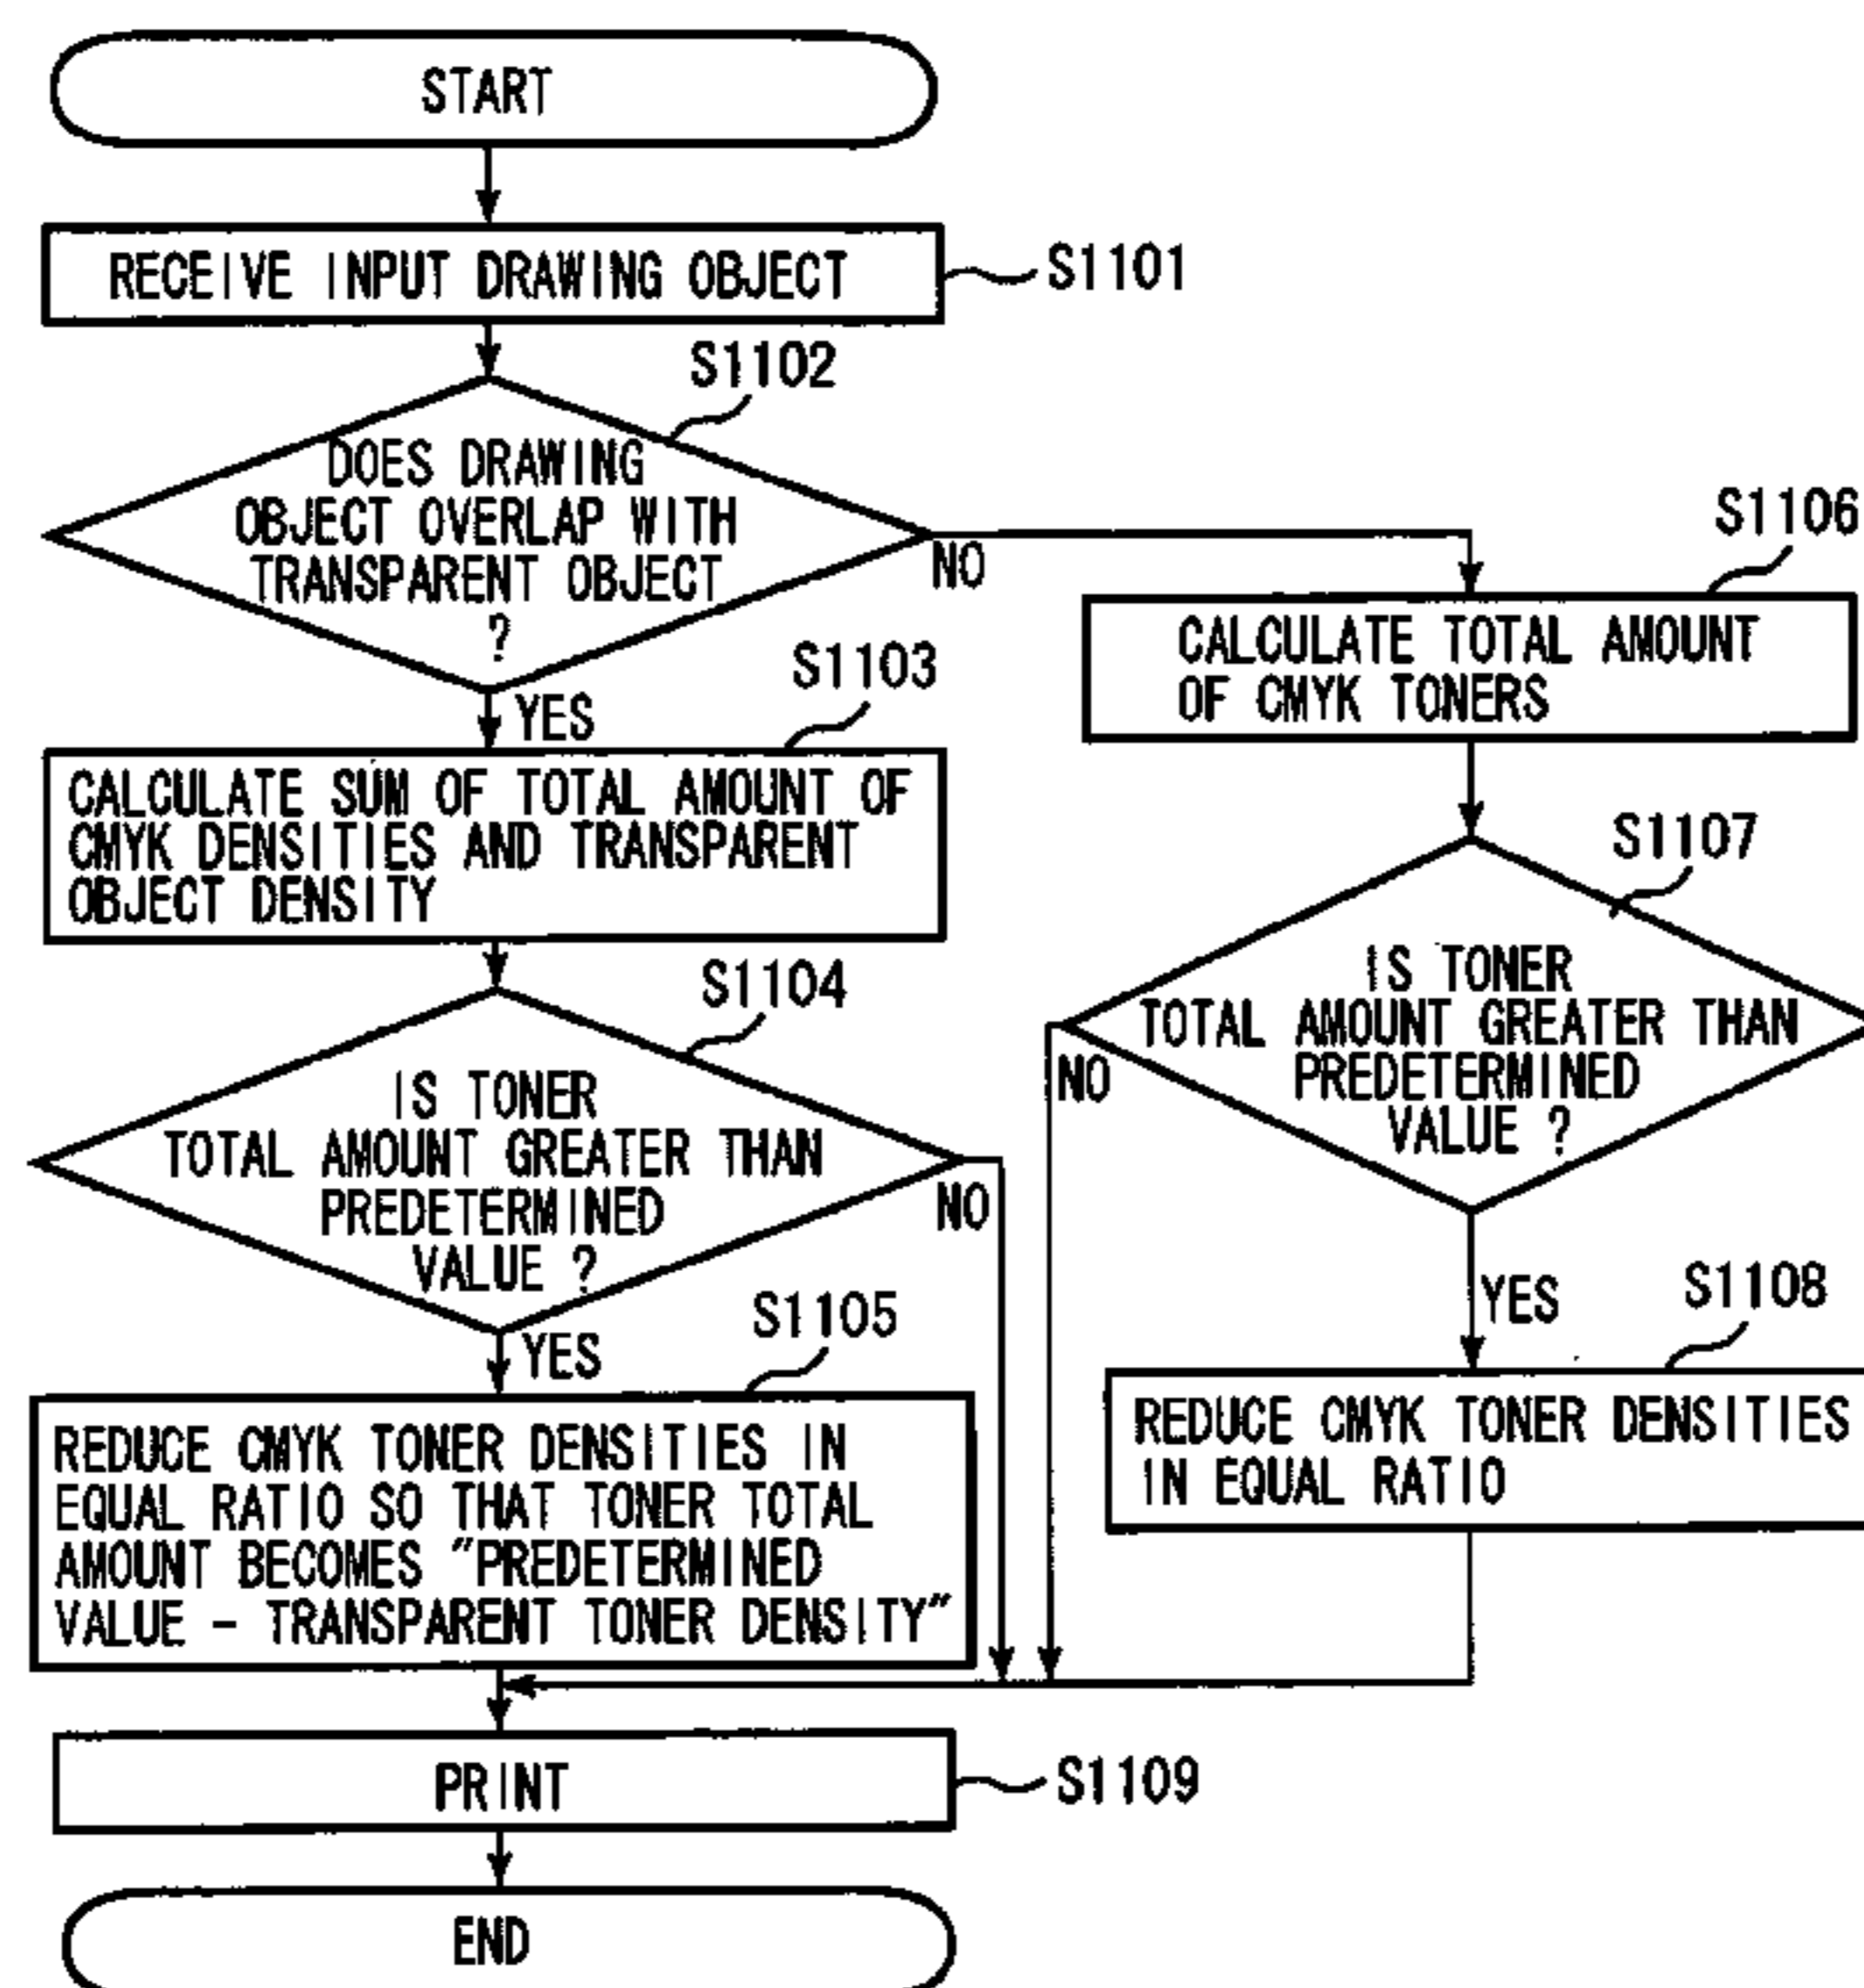 START
RECEIVE INPUT DRAWING OBJECT
S1101
S1102
DOES DRAWING
OBJECT OVERLAP WITH
TRANSPARENT OBJECT
?
NO
YES
S1103
CALCULATE SUM OF TOTAL AMOUNT OF
CMYK DENSITIES AND TRANSPARENT
OBJECT DENSITY
S1104
IS TONER
TOTAL AMOUNT GREATER THAN
PREDETERMINED
VALUE ?
NO
YES
S1105
REDUCE CMYK TONER DENSITIES IN
EQUAL RATIO SO THAT TONER TOTAL
AMOUNT BECOMES "PREDETERMINED
VALUE - TRANSPARENT TONER DENSITY"
S1106
CALCULATE TOTAL AMOUNT
OF CMYK TONERS
S1107
IS TONER
TOTAL AMOUNT GREATER THAN
PREDETERMINED
VALUE ?
NO
YES
S1108
REDUCE CMYK TONER DENSITIES
IN EQUAL RATIO
PRINT
S1109
END